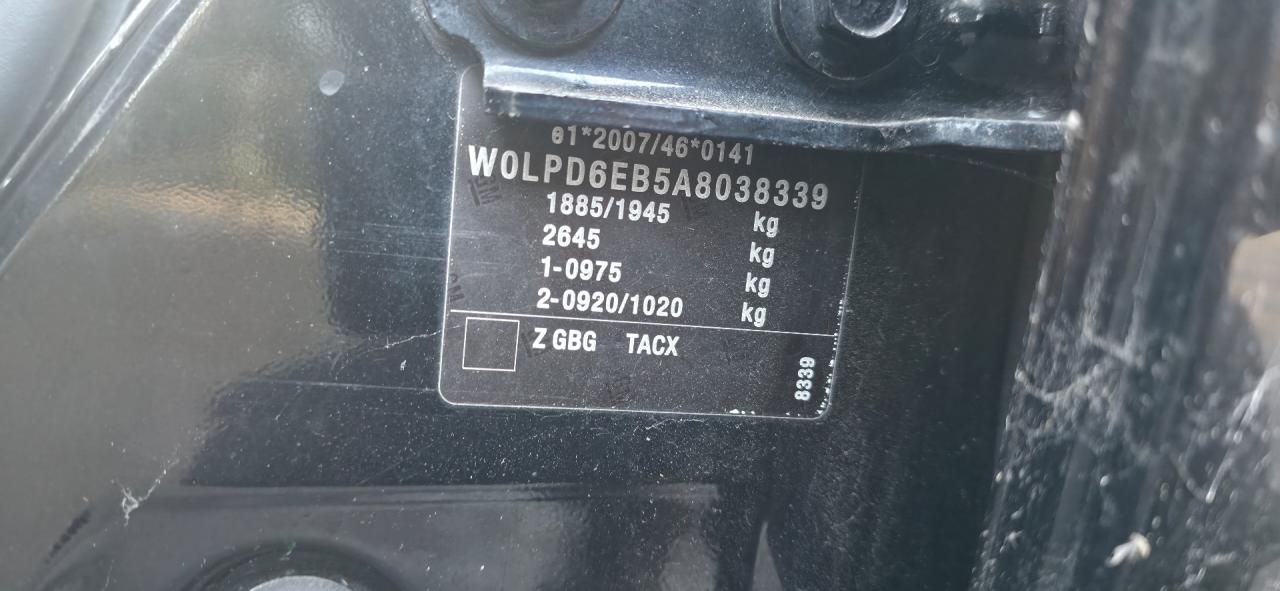 e1*2007/46*0141
W0LPD6EB5A8038339
1885/1945 kg
2645 kg
1-0975 kg
2-0920/1020 kg
Z GBG TACX
8339